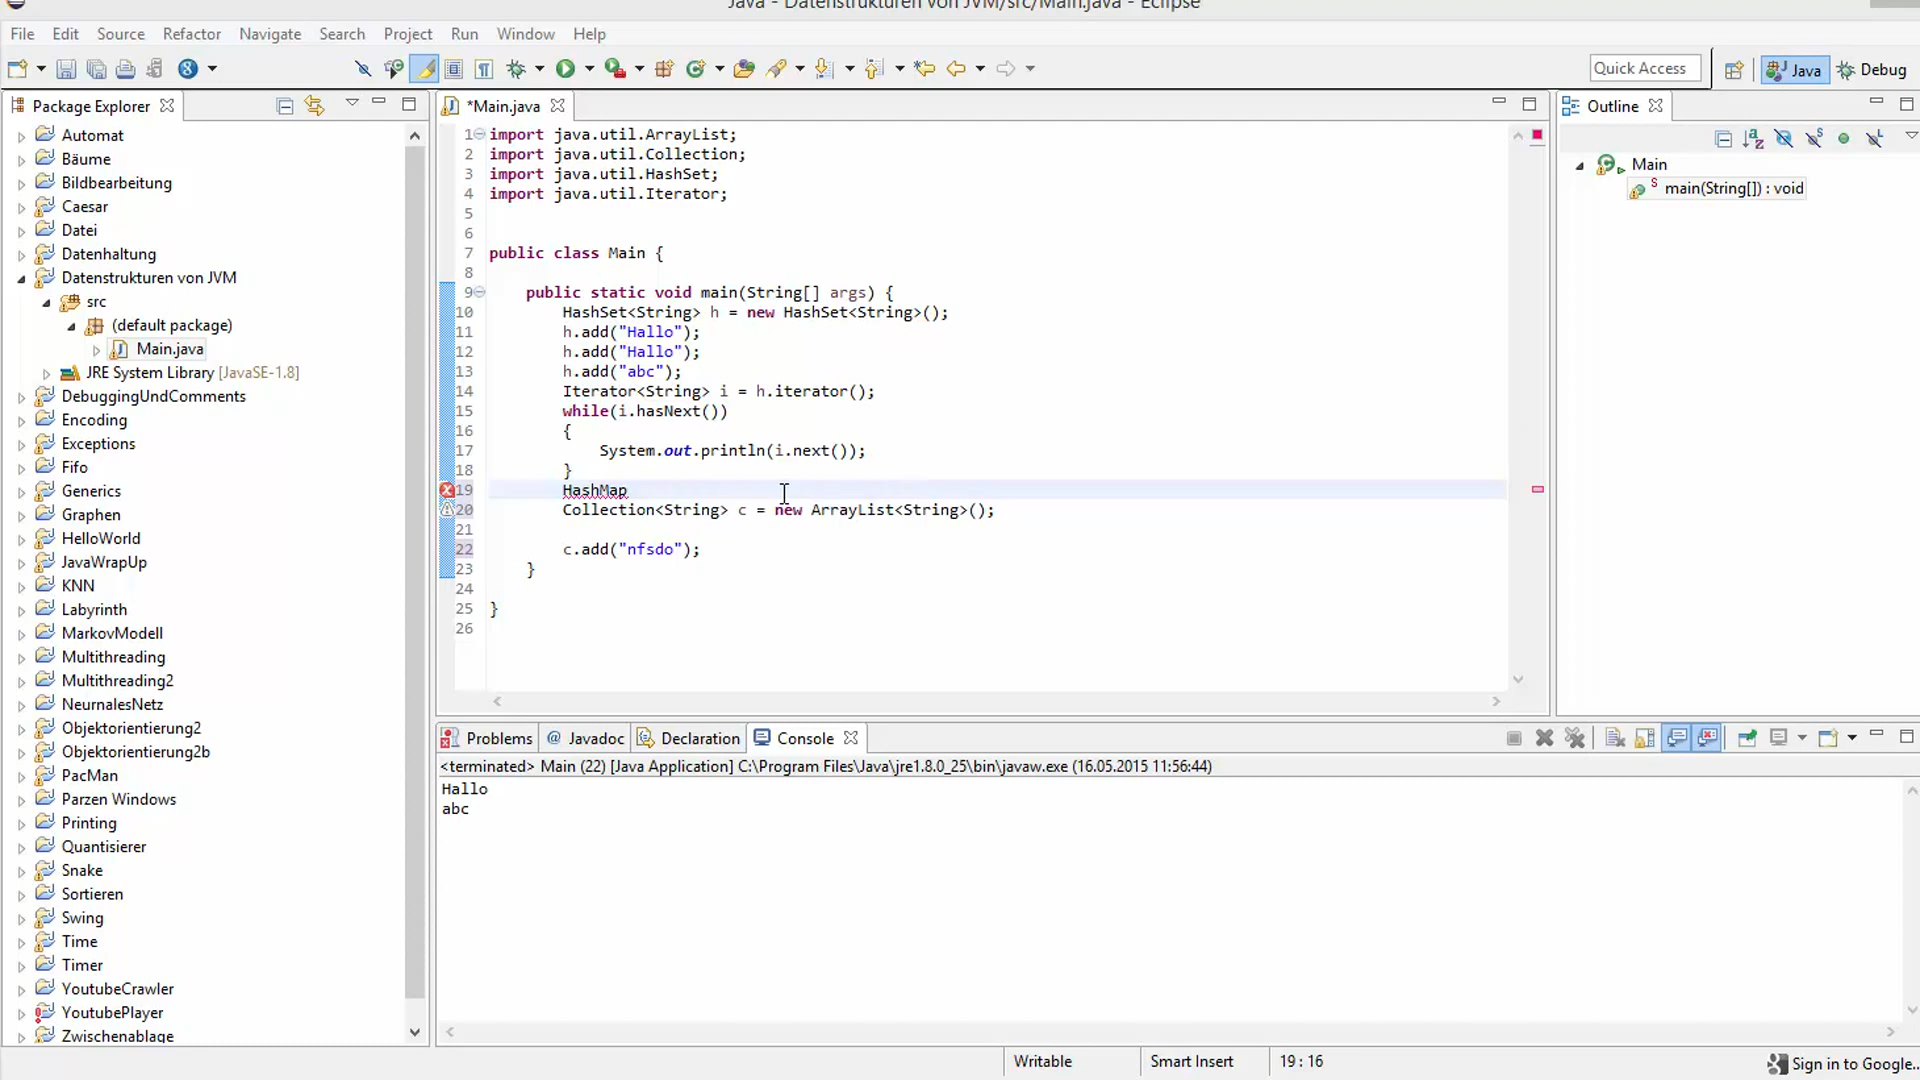 Java - Datenstrukturen von JVM/src/Main.java - Eclipse
File Edit Source Refactor Navigate Search Project Run Window Help
Quick Access Java Debug
Package Explorer
Automat
Bäume
Bildbearbeitung
Caesar
Datei
Datenhaltung
Datenstrukturen von JVM
src
(default package)
Main.java
JRE System Library [JavaSE-1.8]
DebuggingUndComments
Encoding
Exceptions
Fifo
Generics
Graphen
HelloWorld
JavaWrapUp
KNN
Labyrinth
MarkovModell
Multithreading
Multithreading2
NeurnalesNetz
Objektorientierung2
Objektorientierung2b
PacMan
Parzen Windows
Printing
Quantisierer
Snake
Sortieren
Swing
Time
Timer
YoutubeCrawler
YoutubePlayer
Zwischenablage
*Main.java
1 import java.util.ArrayList;
2 import java.util.Collection;
3 import java.util.HashSet;
4 import java.util.Iterator;
5
6
7 public class Main {
8
9 public static void main(String[] args) {
10 HashSet<String> h = new HashSet<String>();
11 h.add("Hallo");
12 h.add("Hallo");
13 h.add("abc");
14 Iterator<String> i = h.iterator();
15 while(i.hasNext())
16 {
17 System.out.println(i.next());
18 }
19 HashMap
20 Collection<String> c = new ArrayList<String>();
21
22 c.add("nfsdo");
23 }
24
25 }
26
Outline
Main
main(String[]) : void
Problems @ Javadoc Declaration Console
<terminated> Main (22) [Java Application] C:\Program Files\Java\jre1.8.0_25\bin\javaw.exe (16.05.2015 11:56:44)
Hallo
abc
Writable Smart Insert 19 : 16 Sign in to Google...